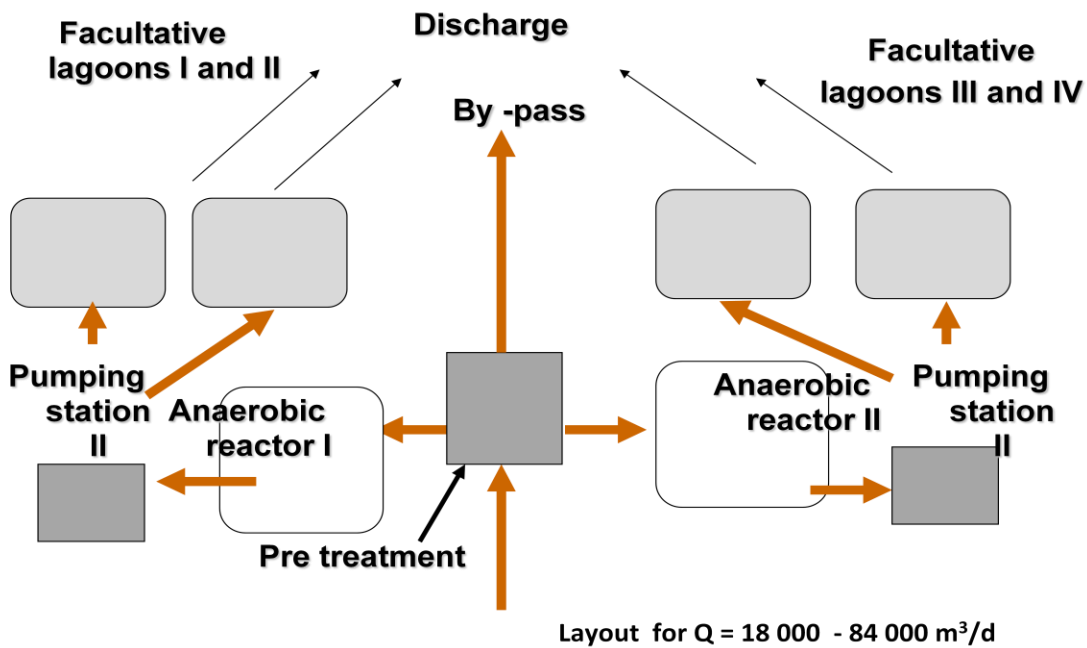 Facultative
lagoons I and II
Discharge
Facultative
lagoons III and IV
By -pass
Pumping
station
II
Anaerobic
reactor I
Anaerobic
reactor II
Pumping
station
II
Pre treatment
Layout for Q = 18 000 - 84 000 m³/d